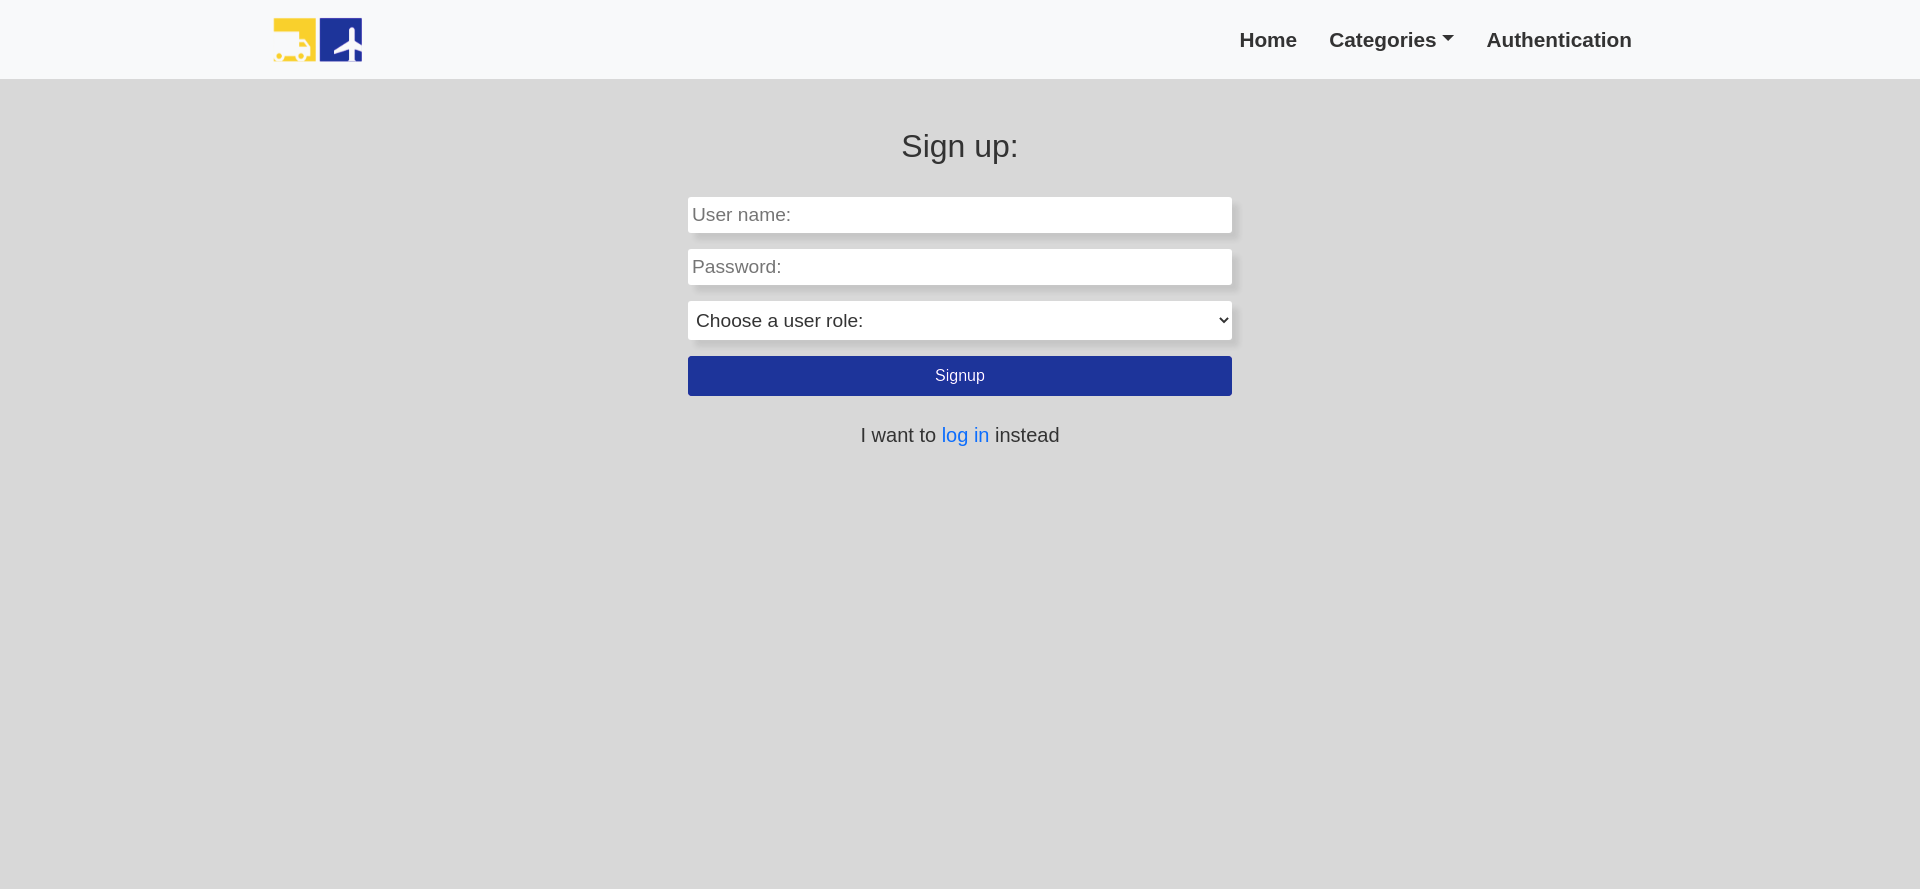 Home Categories Authentication
Sign up:
User name:
Password:
Choose a user role:
Signup
I want to log in instead